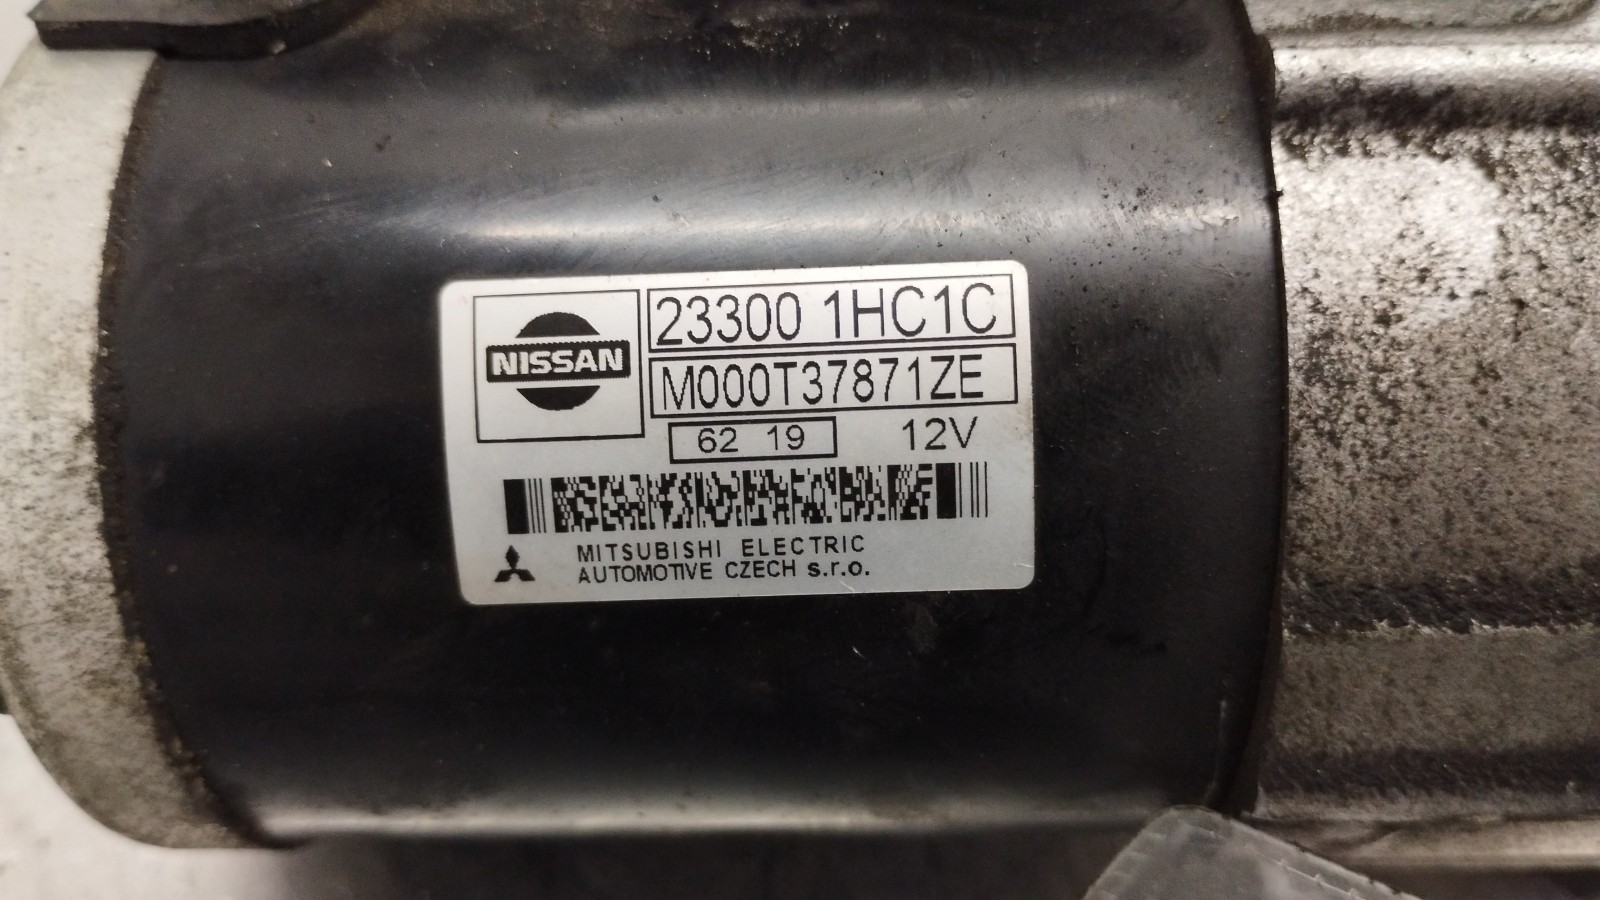 NISSAN
23300 1HC1C
M000T37871ZE
62 19
12V
MITSUBISHI ELECTRIC
AUTOMOTIVE CZECH s.r.o.